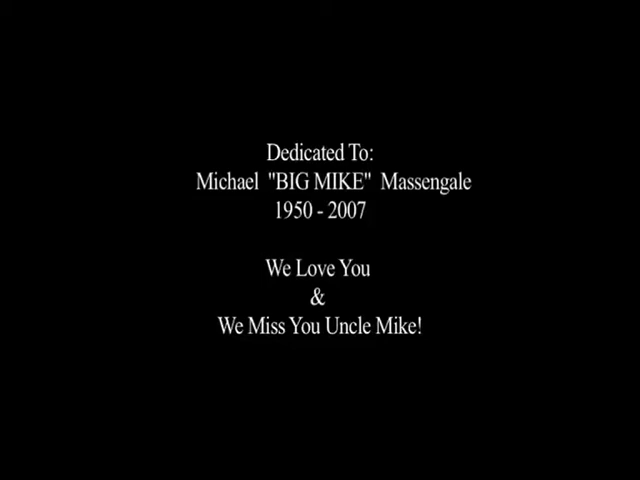 Dedicated To:
Michael "BIG MIKE" Massengale
1950 - 2007
We Love You
&
We Miss You Uncle Mike!